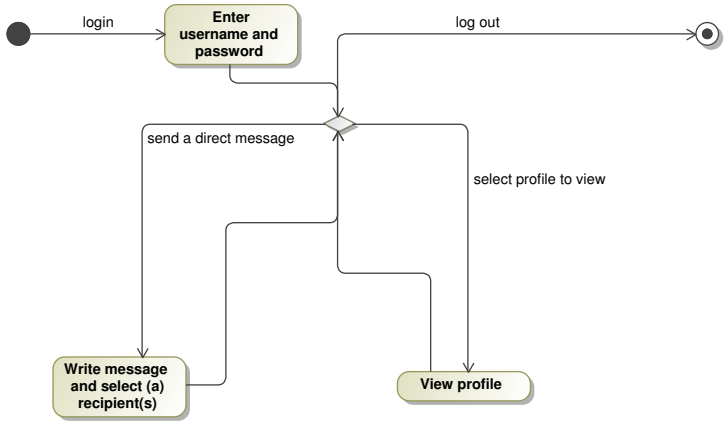 login
Enter
username and
password
log out
send a direct message
select profile to view
Write message
and select (a)
recipient(s)
View profile